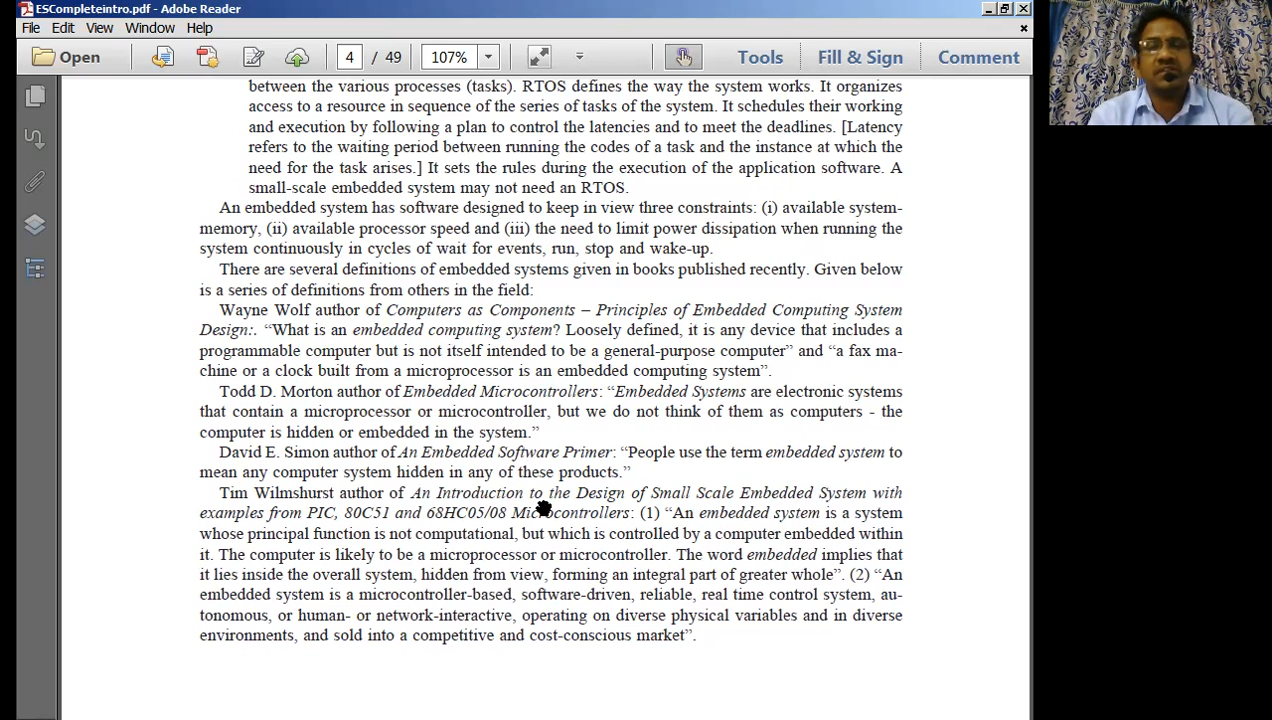 ESCompleteintro.pdf - Adobe Reader
File Edit View Window Help
Open 4 / 49 107% Tools Fill & Sign Comment
between the various processes (tasks). RTOS defines the way the system works. It organizes
access to a resource in sequence of the series of tasks of the system. It schedules their working
and execution by following a plan to control the latencies and to meet the deadlines. [Latency
refers to the waiting period between running the codes of a task and the instance at which the
need for the task arises.] It sets the rules during the execution of the application software. A
small-scale embedded system may not need an RTOS.
An embedded system has software designed to keep in view three constraints: (i) available system-
memory, (ii) available processor speed and (iii) the need to limit power dissipation when running the
system continuously in cycles of wait for events, run, stop and wake-up.
There are several definitions of embedded systems given in books published recently. Given below
is a series of definitions from others in the field:
Wayne Wolf author of Computers as Components – Principles of Embedded Computing System
Design:. “What is an embedded computing system? Loosely defined, it is any device that includes a
programmable computer but is not itself intended to be a general-purpose computer” and “a fax ma-
chine or a clock built from a microprocessor is an embedded computing system”.
Todd D. Morton author of Embedded Microcontrollers: “Embedded Systems are electronic systems
that contain a microprocessor or microcontroller, but we do not think of them as computers - the
computer is hidden or embedded in the system.”
David E. Simon author of An Embedded Software Primer: “People use the term embedded system to
mean any computer system hidden in any of these products.”
Tim Wilmshurst author of An Introduction to the Design of Small Scale Embedded System with
examples from PIC, 80C51 and 68HC05/08 Microcontrollers: (1) “An embedded system is a system
whose principal function is not computational, but which is controlled by a computer embedded within
it. The computer is likely to be a microprocessor or microcontroller. The word embedded implies that
it lies inside the overall system, hidden from view, forming an integral part of greater whole”. (2) “An
embedded system is a microcontroller-based, software-driven, reliable, real time control system, au-
tonomous, or human- or network-interactive, operating on diverse physical variables and in diverse
environments, and sold into a competitive and cost-conscious market”.